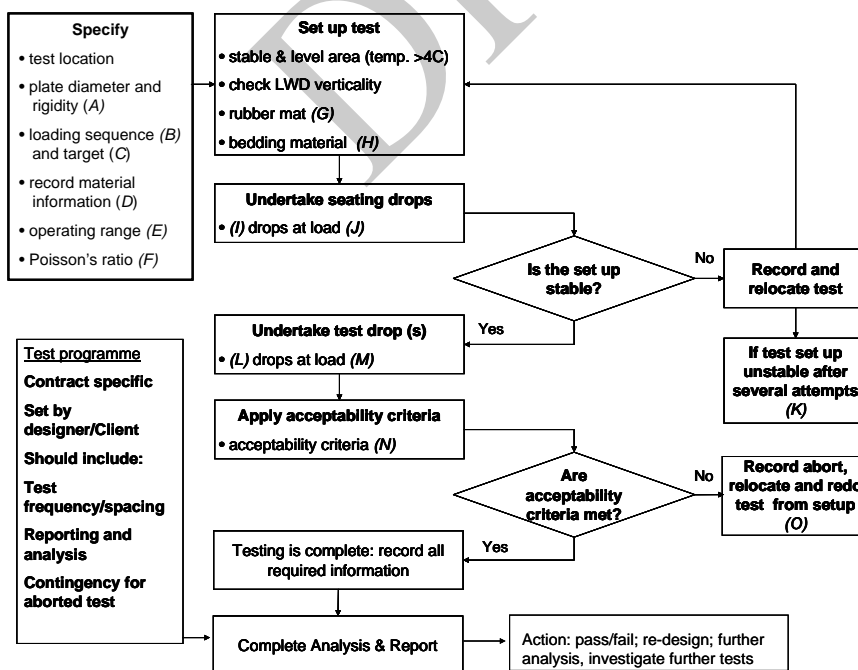 Specify
• test location
• plate diameter and
rigidity (A)
• loading sequence (B)
and target (C)
• record material
information (D)
• operating range (E)
• Poisson's ratio (F)
Set up test
• stable & level area (temp. >4C)
• check LWD verticality
• rubber mat (G)
• bedding material (H)
Undertake seating drops
• (I) drops at load (J)
Is the set up
stable?
No
Record and
relocate test
Yes
If test set up
unstable after
several attempts
(K)
Undertake test drop (s)
• (L) drops at load (M)
Apply acceptability criteria
• acceptability criteria (N)
Are
acceptability
criteria met?
No
Record abort,
relocate and redo
test from setup
(O)
Yes
Testing is complete: record all
required information
Test programme
Contract specific
Set by
designer/Client
Should include:
Test
frequency/spacing
Reporting and
analysis
Contingency for
aborted test
Complete Analysis & Report
Action: pass/fail; re-design; further
analysis, investigate further tests